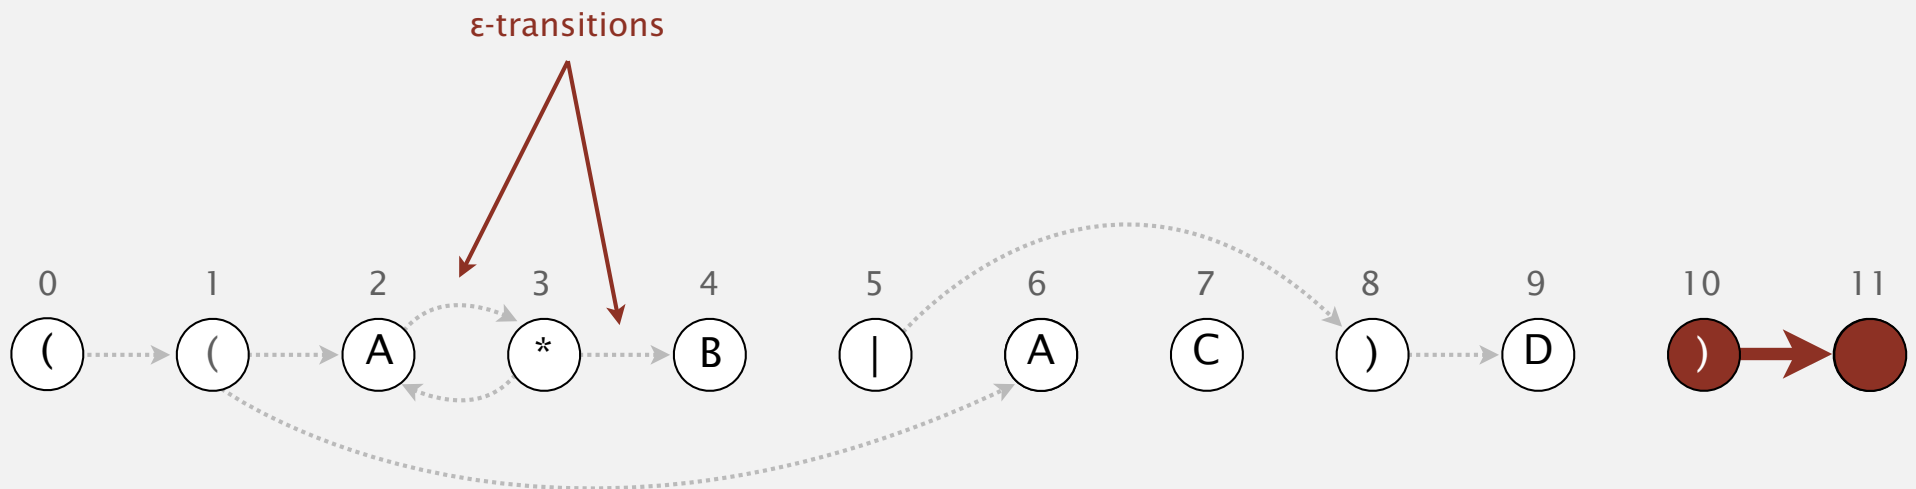 ε-transitions
0 1 2 3 4 5 6 7 8 9 10 11
( ( A * B | A C ) D )